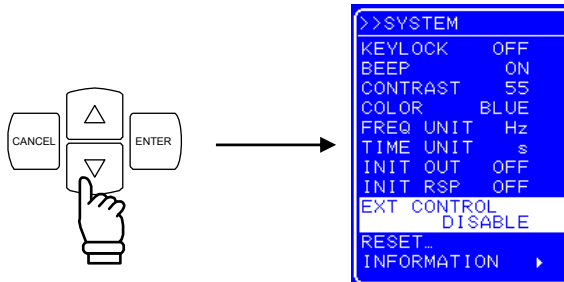 CANCEL
ENTER
>>SYSTEM
KEYLOCK OFF
BEEP ON
CONTRAST 55
COLOR BLUE
FREQ UNIT Hz
TIME UNIT s
INIT OUT OFF
INIT RSP OFF
EXT CONTROL
DISABLE
RESET…
INFORMATION